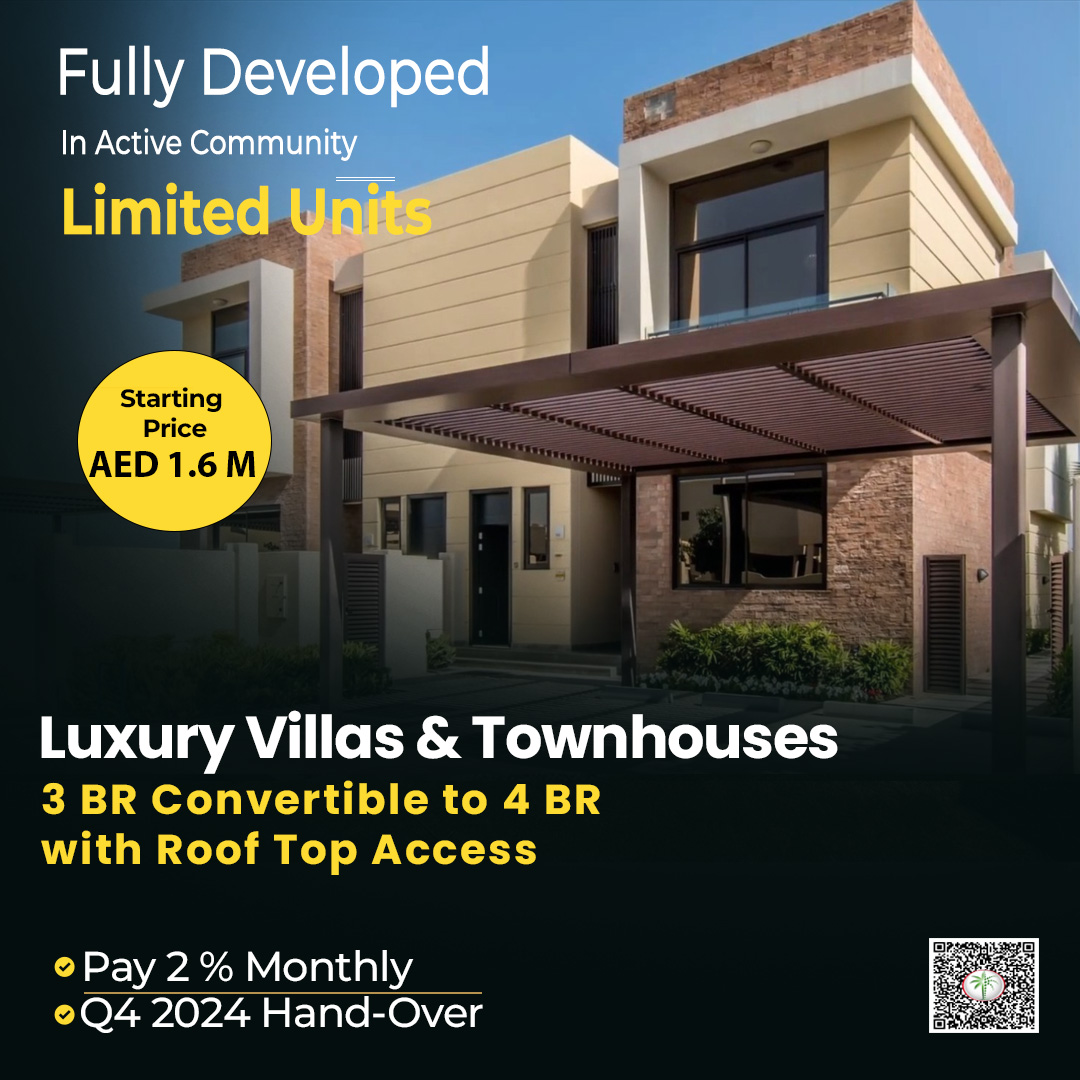 Fully Developed
In Active Community
Limited Units
Starting
Price
AED 1.6 M
Luxury Villas & Townhouses
3 BR Convertible to 4 BR
with Roof Top Access
Pay 2 % Monthly
Q4 2024 Hand-Over